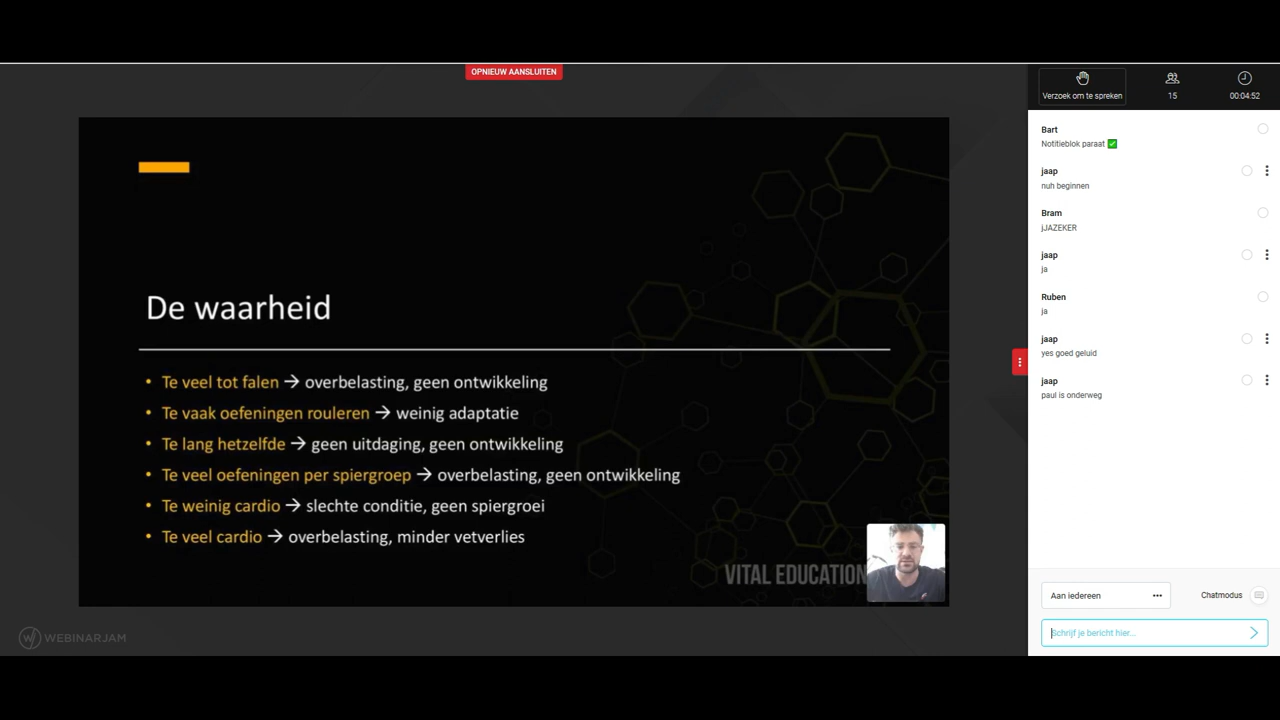 OPNIEUW AANSLUITEN
Verzoek om te spreken
15
00:04:52
De waarheid
• Te veel tot falen → overbelasting, geen ontwikkeling
• Te vaak oefeningen rouleren → weinig adaptatie
• Te lang hetzelfde → geen uitdaging, geen ontwikkeling
• Te veel oefeningen per spiergroep → overbelasting, geen ontwikkeling
• Te weinig cardio → slechte conditie, geen spiergroei
• Te veel cardio → overbelasting, minder vetverlies
VITAL EDUCATION
WEBINARJAM
Bart
Notitieblok paraat ✅
jaap
nuh beginnen
Bram
jJAZEKER
jaap
ja
Ruben
ja
jaap
yes goed geluid
jaap
paul is onderweg
Aan iedereen
Chatmodus
Schrijf je bericht hier...